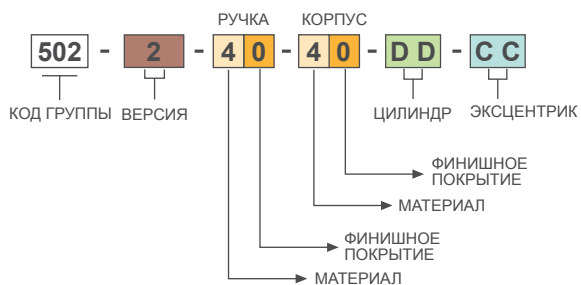 РУЧКА КОРПУС
502 - 2 - 4 0 - 4 0 - D D - C C
КОД ГРУППЫ ВЕРСИЯ ЦИЛИНДР ЭКСЦЕНТРИК
ФИНИШНОЕ
ПОКРЫТИЕ
МАТЕРИАЛ
ФИНИШНОЕ
ПОКРЫТИЕ
МАТЕРИАЛ